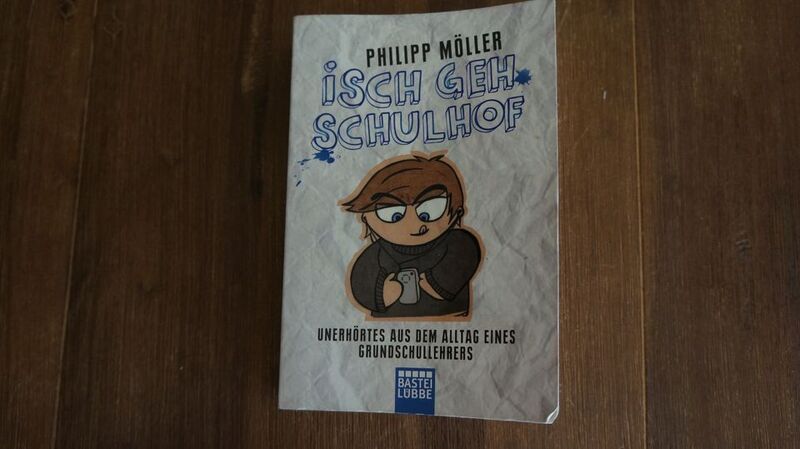 PHILIPP MÖLLER
ISCH GEH
SCHULHOF
UNERHÖRTES AUS DEM ALLTAG EINES
GRUNDSCHULLEHRERS
BASTEI
LÜBBE